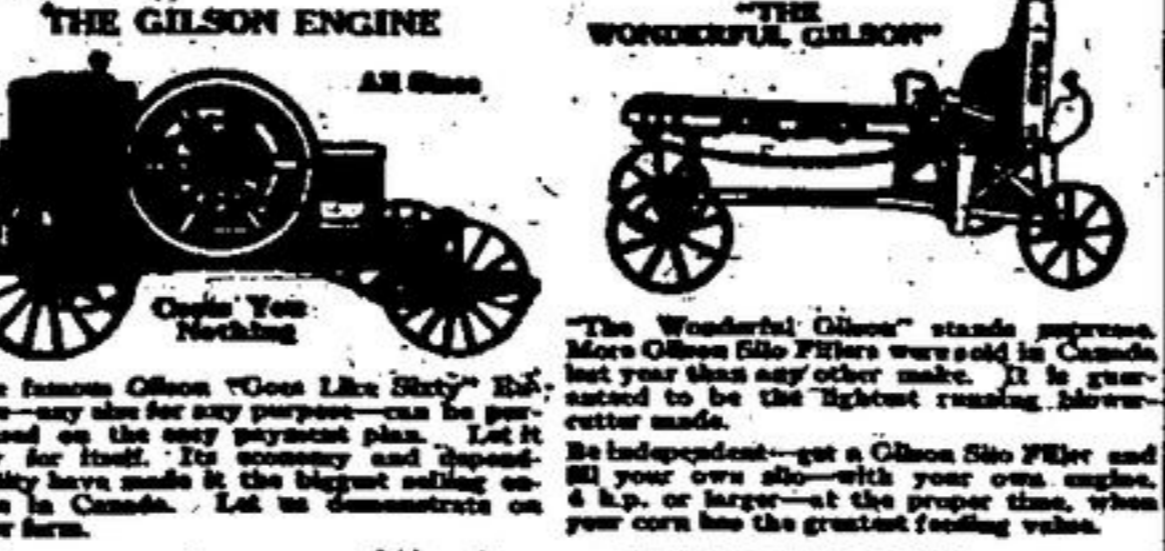 "THE GILSON ENGINE
All Sizes
Costs You
Nothing
famous Gilson "Goes Like Sixty" En-
—any size for any purpose—can be pur-
on the easy payment plan. Let it
for itself. Its economy and depend-
have made it the biggest selling en-
in Canada. Let us demonstrate on
farm.
"THE
WONDERFUL GILSON"
"The Wonderful Gilson" stands supreme.
More Gilson Silo Fillers were sold in Canada
last year than any other make. It is guar-
anteed to be the lightest running blower-
cutter made.
Be independent—get a Gilson Silo Filler and
fill your own silo—with your own engine,
4 h.p. or larger—at the proper time, when
your corn has the greatest feeding value.